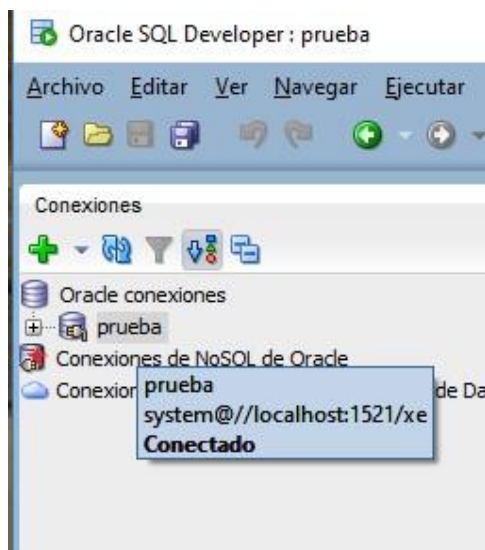 Oracle SQL Developer : prueba
Archivo Editar Ver Navegar Ejecutar
Conexiones
Oracle conexiones
prueba
Conexiones de NoSQL de Oracle
Conexion de Da
prueba
system@//localhost:1521/xe
Conectado